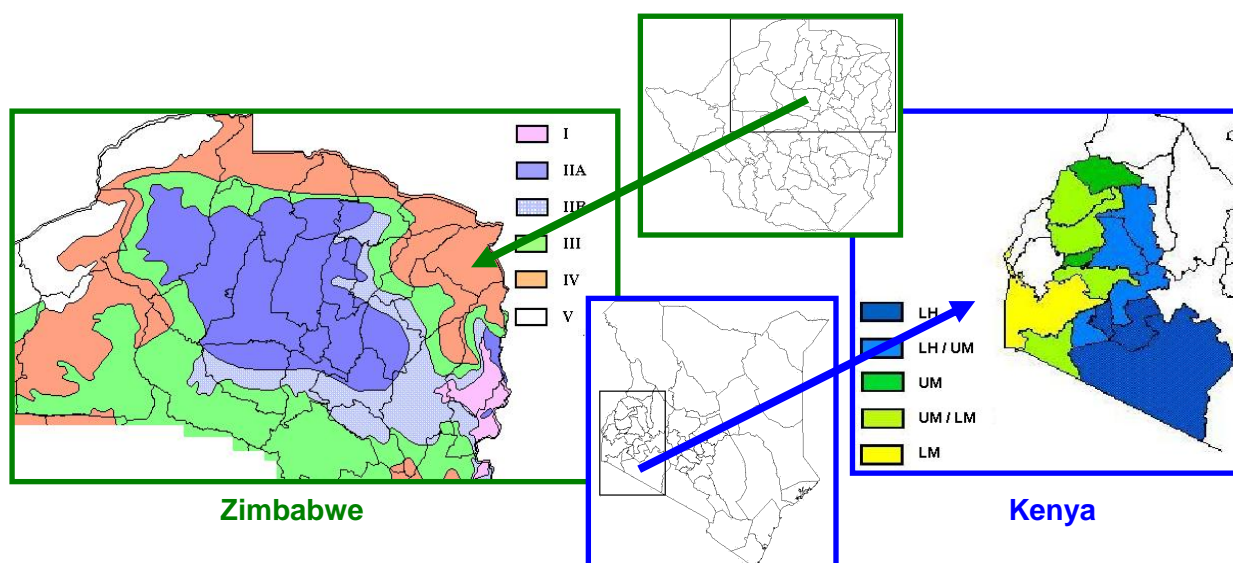 I
IIA
IIB
III
IV
V
Zimbabwe
LH
LH / UM
UM
UM / LM
LM
Kenya